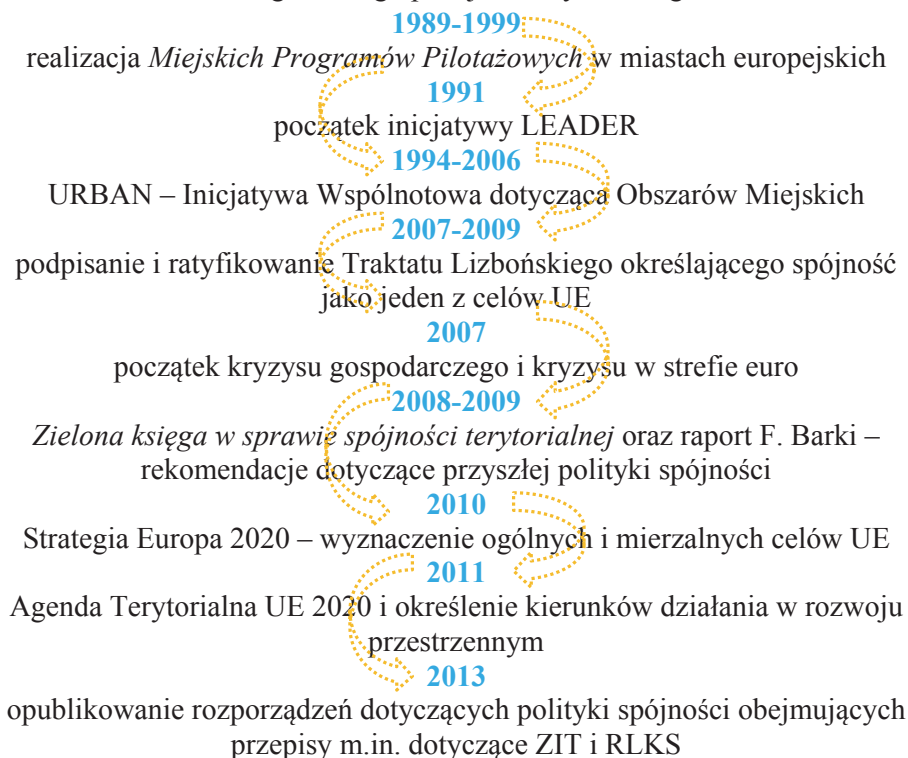 1989-1999
realizacja Miejskich Programów Pilotażowych w miastach europejskich
1991
początek inicjatywy LEADER
1994-2006
URBAN – Inicjatywa Wspólnotowa dotycząca Obszarów Miejskich
2007-2009
podpisanie i ratyfikowanie Traktatu Lizbońskiego określającego spójność
jako jeden z celów UE
2007
początek kryzysu gospodarczego i kryzysu w strefie euro
2008-2009
Zielona księga w sprawie spójności terytorialnej oraz raport F. Barki –
rekomendacje dotyczące przyszłej polityki spójności
2010
Strategia Europa 2020 – wyznaczenie ogólnych i mierzalnych celów UE
2011
Agenda Terytorialna UE 2020 i określenie kierunków działania w rozwoju
przestrzennym
2013
opublikowanie rozporządzeń dotyczących polityki spójności obejmujących
przepisy m.in. dotyczące ZIT i RLKS